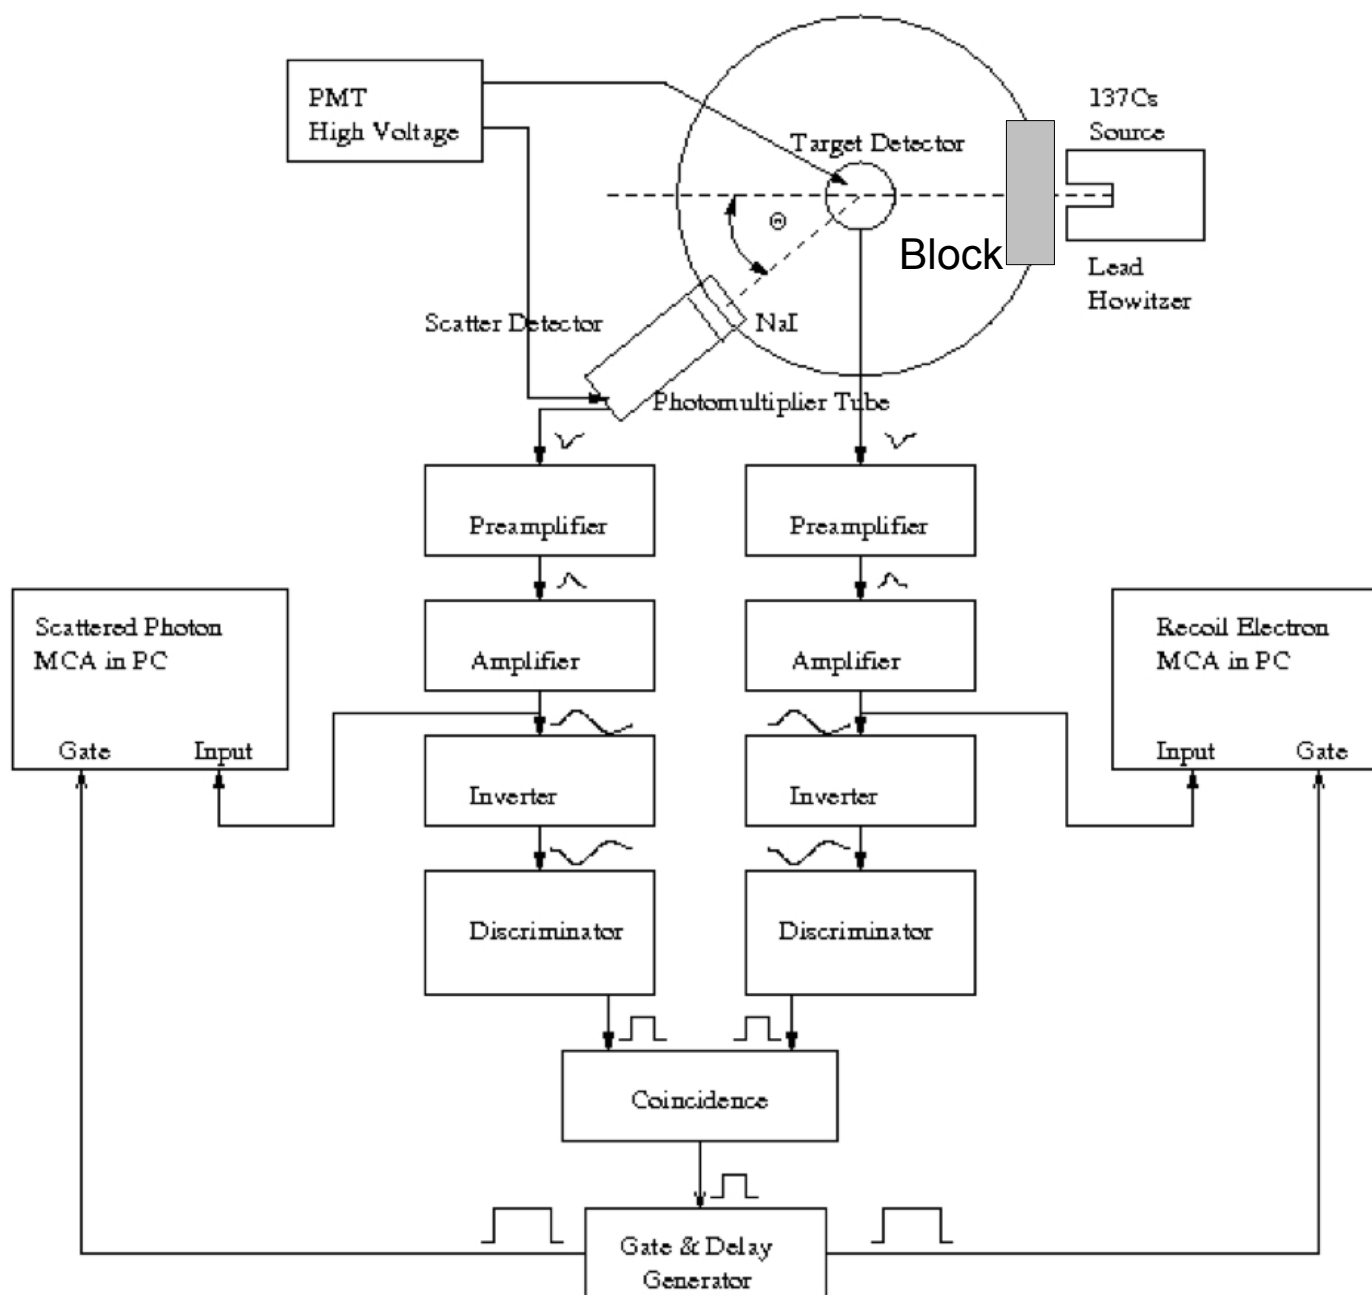 PMT
High Voltage
137Cs
Source
Target Detector
Θ
Block
Lead
Howitzer
Scatter Detector
NaI
Photomultiplier Tube
Preamplifier
Preamplifier
Scattered Photon
MCA in PC
Amplifier
Amplifier
Recoil Electron
MCA in PC
Gate
Input
Input
Gate
Inverter
Inverter
Discriminator
Discriminator
Coincidence
Gate & Delay
Generator